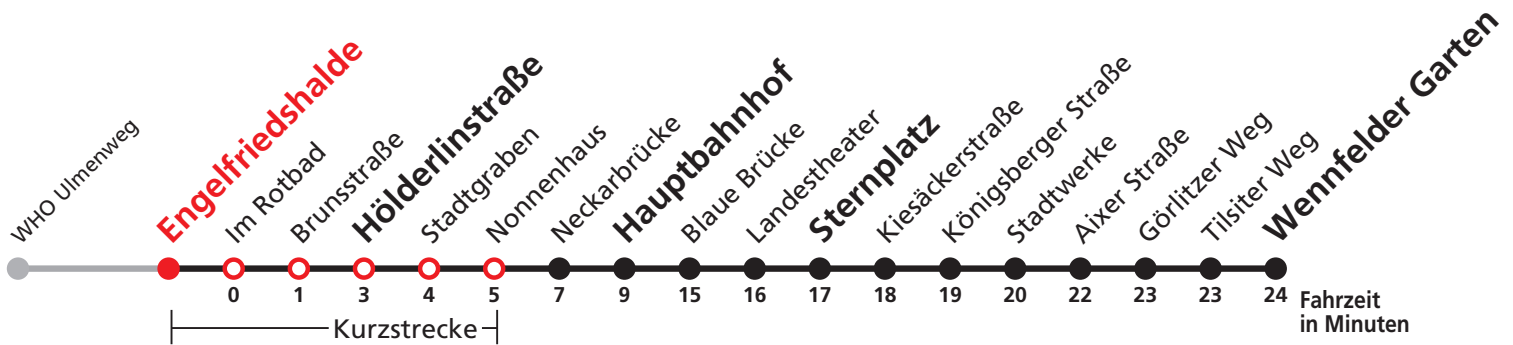 WHO Ulmenweg
Engelfriedshalde
Im Rotbad
Brunsstraße
Hölderlinstraße
Stadtgraben
Nonnenhaus
Neckarbrücke
Hauptbahnhof
Blaue Brücke
Landestheater
Sternplatz
Kiesäckerstraße
Königsberger Straße
Stadtwerke
Aixer Straße
Görlitzer Weg
Tilsiter Weg
Wennfelder Garten
0 1 3 4 5 7 9 15 16 17 18 19 20 22 23 23 24
Fahrzeit
in Minuten
Kurzstrecke